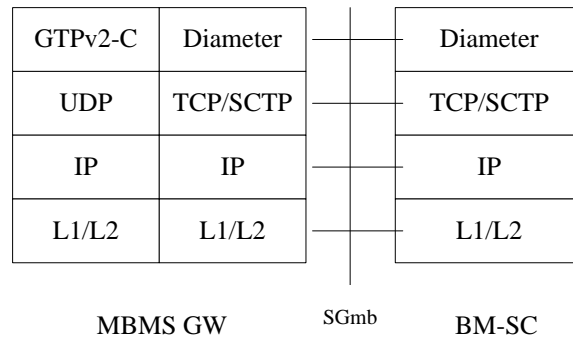 GTPv2-C Diameter Diameter
UDP TCP/SCTP TCP/SCTP
IP IP IP
L1/L2 L1/L2 L1/L2
MBMS GW SGmb BM-SC